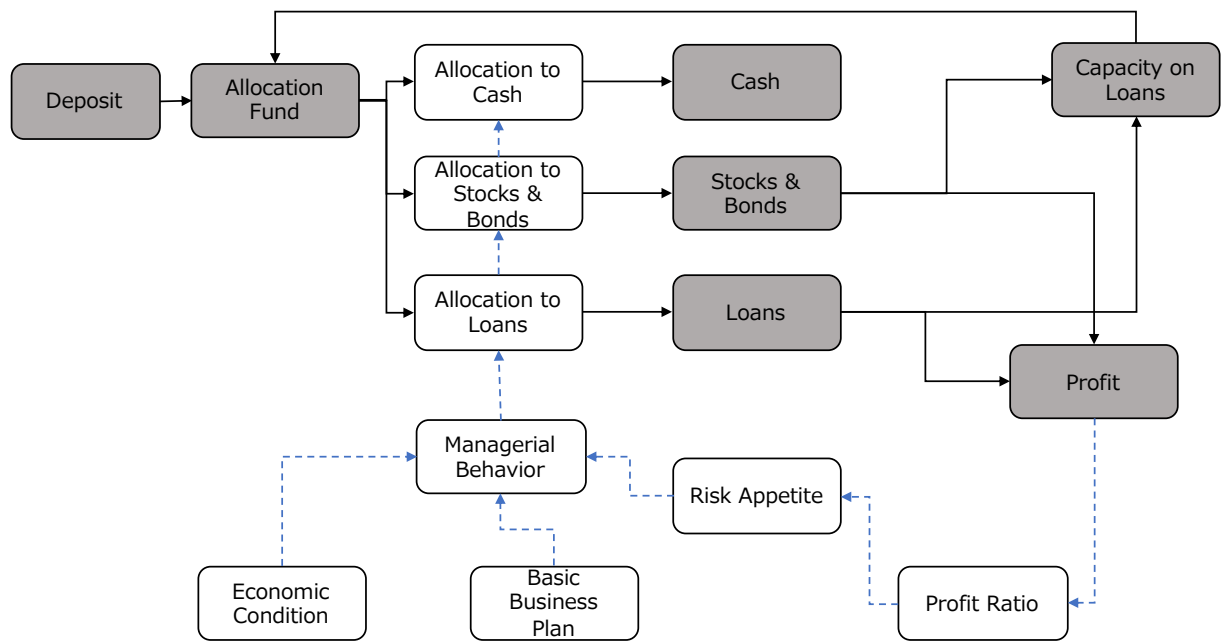 Deposit
Allocation
Fund
Allocation to
Cash
Cash
Capacity on
Loans
Allocation to
Stocks &
Bonds
Stocks &
Bonds
Allocation to
Loans
Loans
Profit
Managerial
Behavior
Risk Appetite
Economic
Condition
Basic
Business
Plan
Profit Ratio